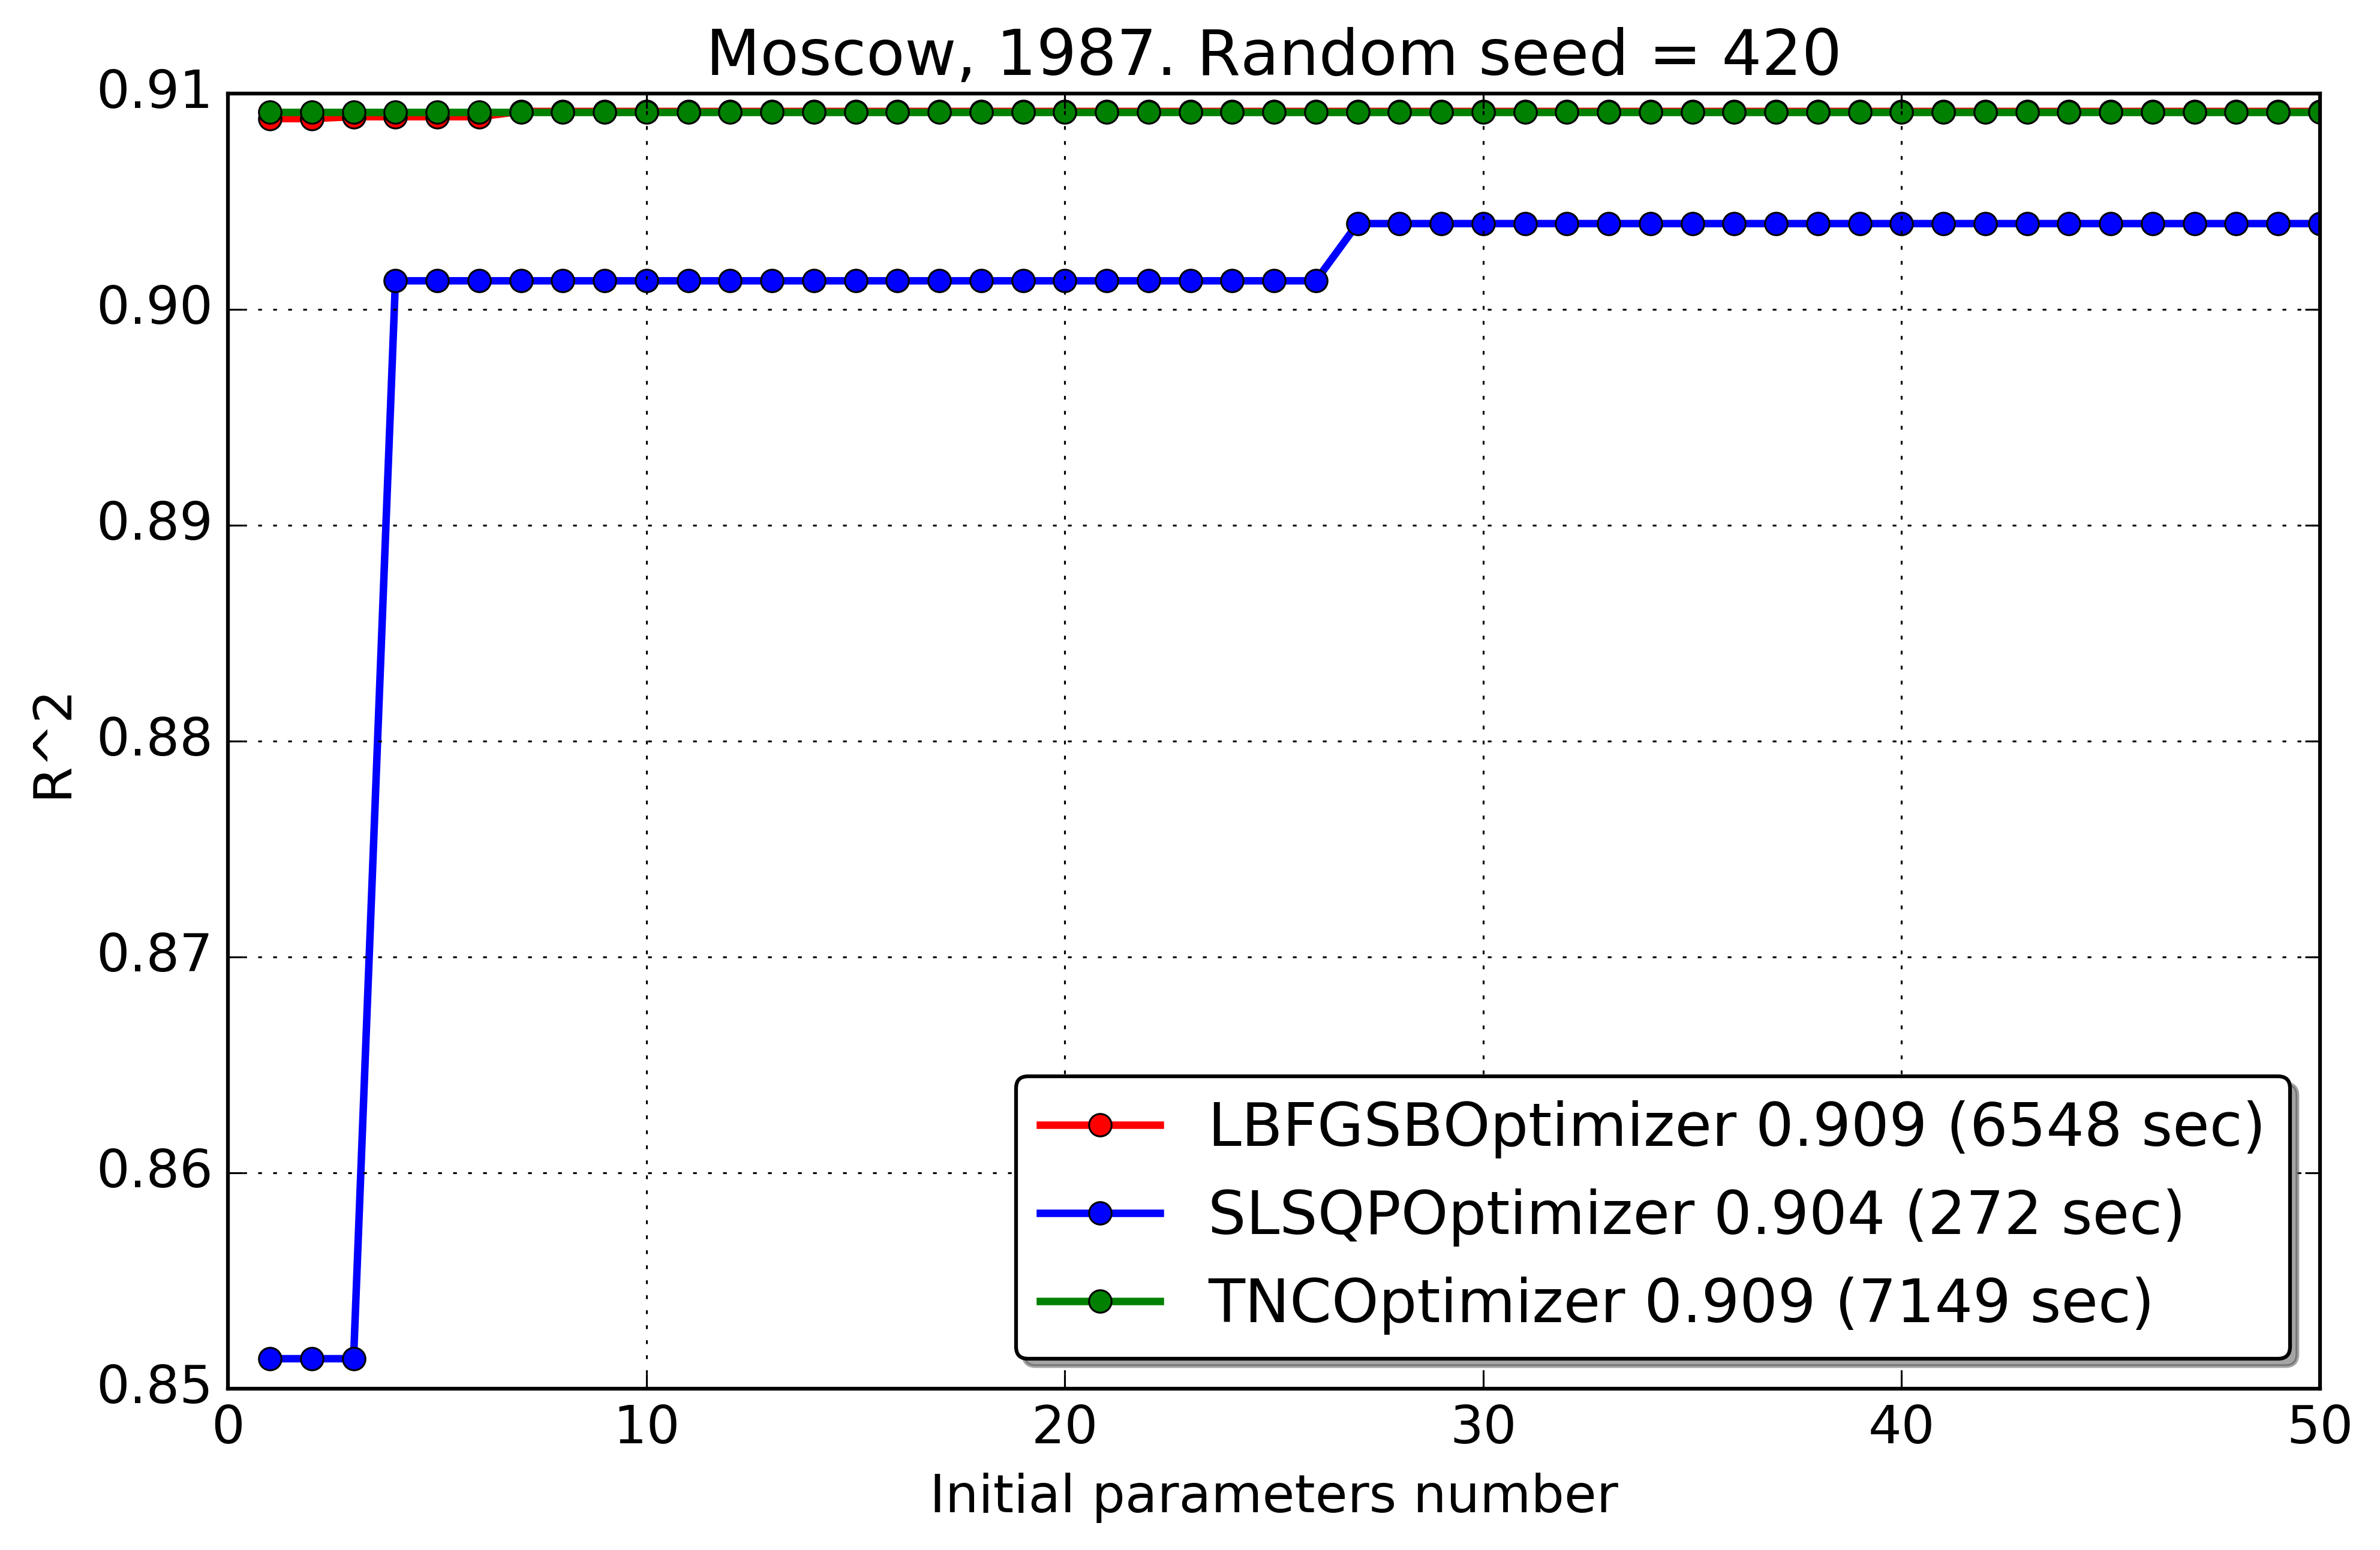 Moscow, 1987. Random seed = 420
0.91
0.90
0.89
0.88
0.87
0.86
0.85
R^2
0 10 20 30 40 50
Initial parameters number
LBFGSBOptimizer 0.909 (6548 sec)
SLSQPOptimizer 0.904 (272 sec)
TNCOptimizer 0.909 (7149 sec)